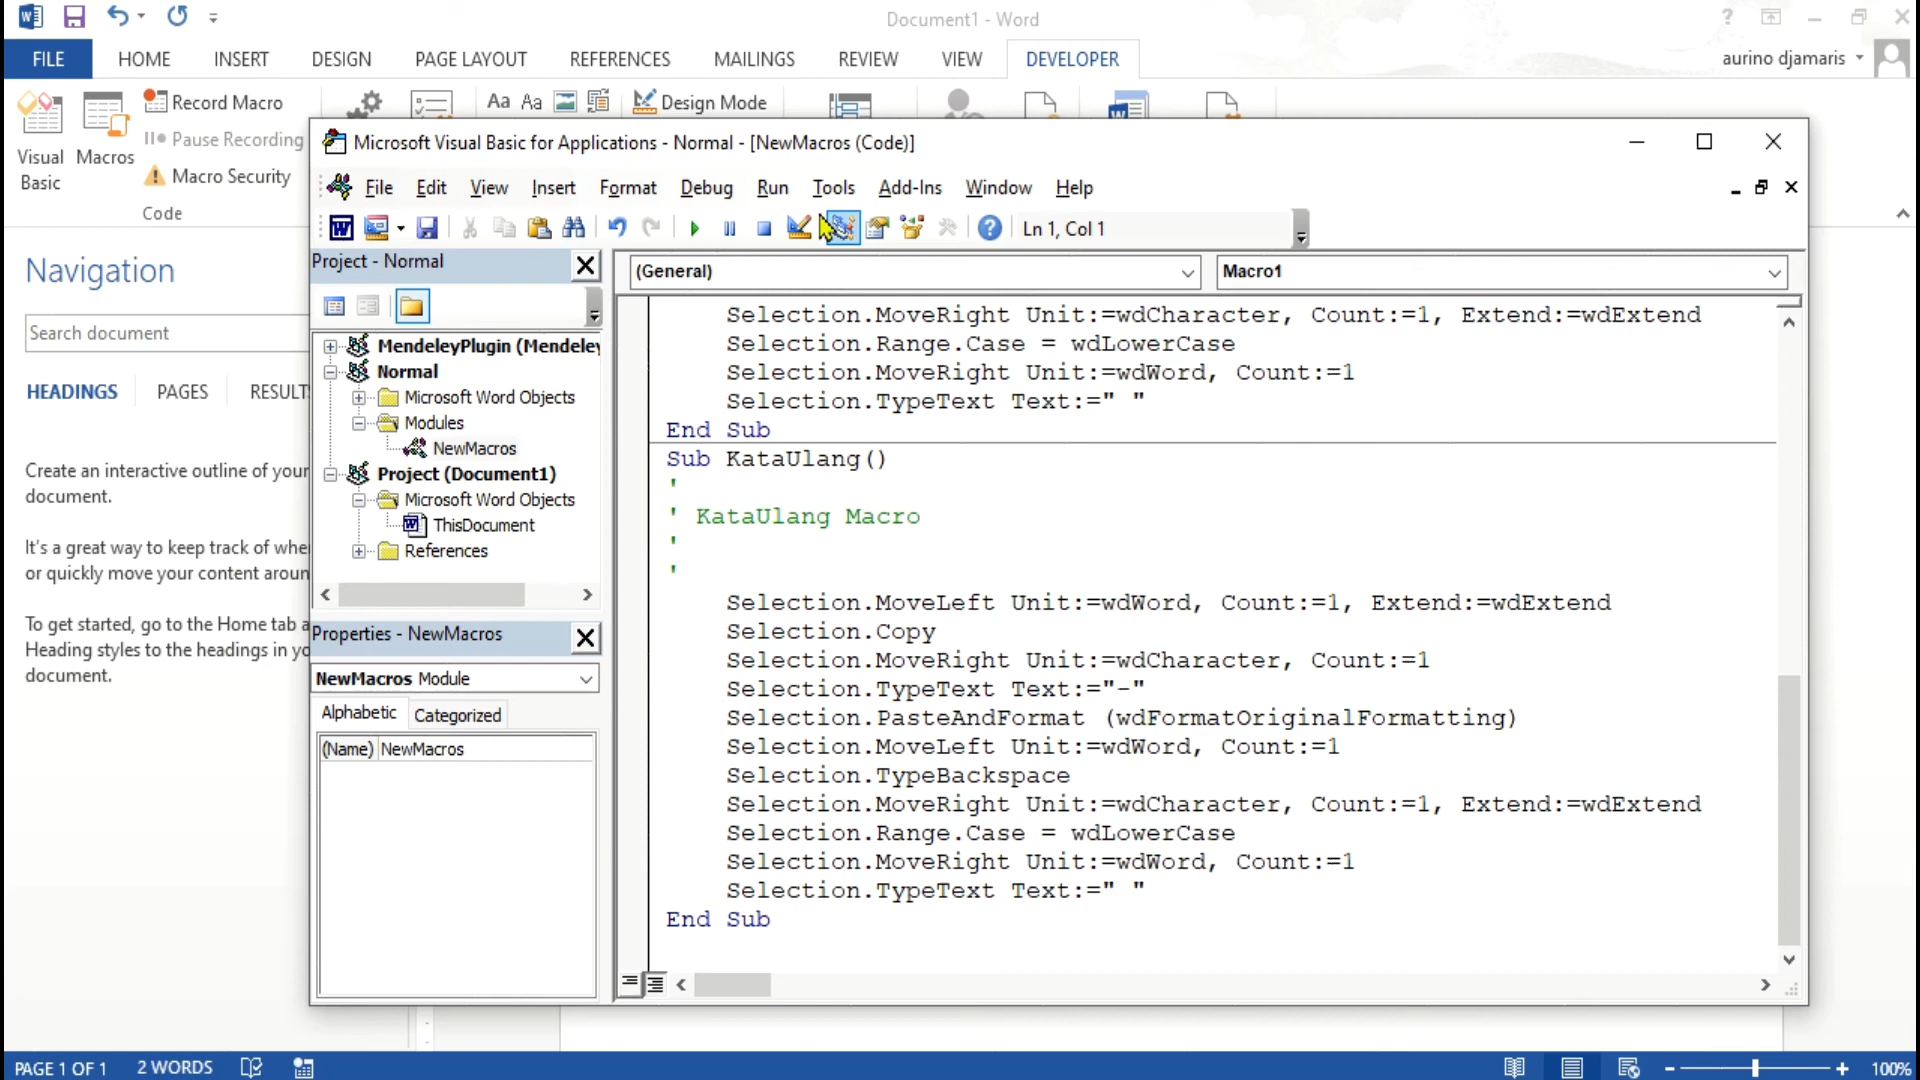 Document1 - Word
?
FILE
HOME
INSERT
DESIGN
PAGE LAYOUT
REFERENCES
MAILINGS
REVIEW
VIEW
DEVELOPER
aurino djamaris
Visual Basic
Macros
Record Macro
Pause Recording
Macro Security
Code
Aa Aa
Design Mode
Microsoft Visual Basic for Applications - Normal - [NewMacros (Code)]
File Edit View Insert Format Debug Run Tools Add-Ins Window Help
Ln 1, Col 1
Project - Normal
MendeleyPlugin (Mendeley
Normal
Microsoft Word Objects
Modules
NewMacros
Project (Document1)
Microsoft Word Objects
ThisDocument
References
Properties - NewMacros
NewMacros Module
Alphabetic Categorized
(Name) NewMacros
(General)
Macro1
Selection.MoveRight Unit:=wdCharacter, Count:=1, Extend:=wdExtend
Selection.Range.Case = wdLowerCase
Selection.MoveRight Unit:=wdWord, Count:=1
Selection.TypeText Text:=" "
End Sub
Sub KataUlang()
'
' KataUlang Macro
'
'
Selection.MoveLeft Unit:=wdWord, Count:=1, Extend:=wdExtend
Selection.Copy
Selection.MoveRight Unit:=wdCharacter, Count:=1
Selection.TypeText Text:="-"
Selection.PasteAndFormat (wdFormatOriginalFormatting)
Selection.MoveLeft Unit:=wdWord, Count:=1
Selection.TypeBackspace
Selection.MoveRight Unit:=wdCharacter, Count:=1, Extend:=wdExtend
Selection.Range.Case = wdLowerCase
Selection.MoveRight Unit:=wdWord, Count:=1
Selection.TypeText Text:=" "
End Sub
Navigation
Search document
HEADINGS
PAGES
RESULT
Create an interactive outline of your
document.
It's a great way to keep track of
or quickly move your content
To get started, go to the Home tab
Heading styles to the headings in
document.
PAGE 1 OF 1
2 WORDS
100%